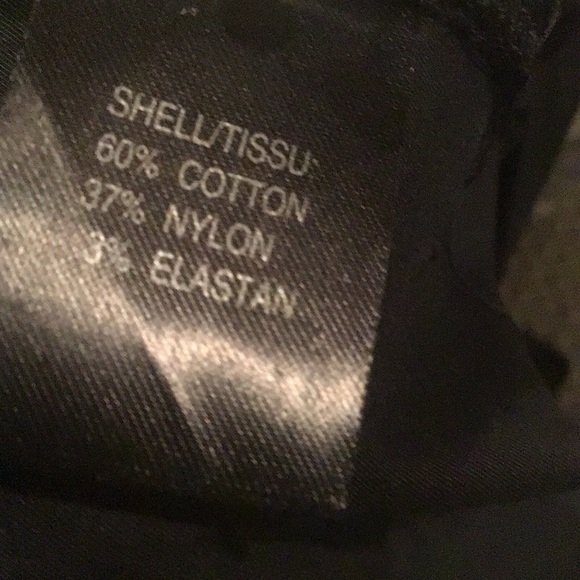 SHELL/TISSU
60% COTTON
37% NYLON
3% ELASTAN